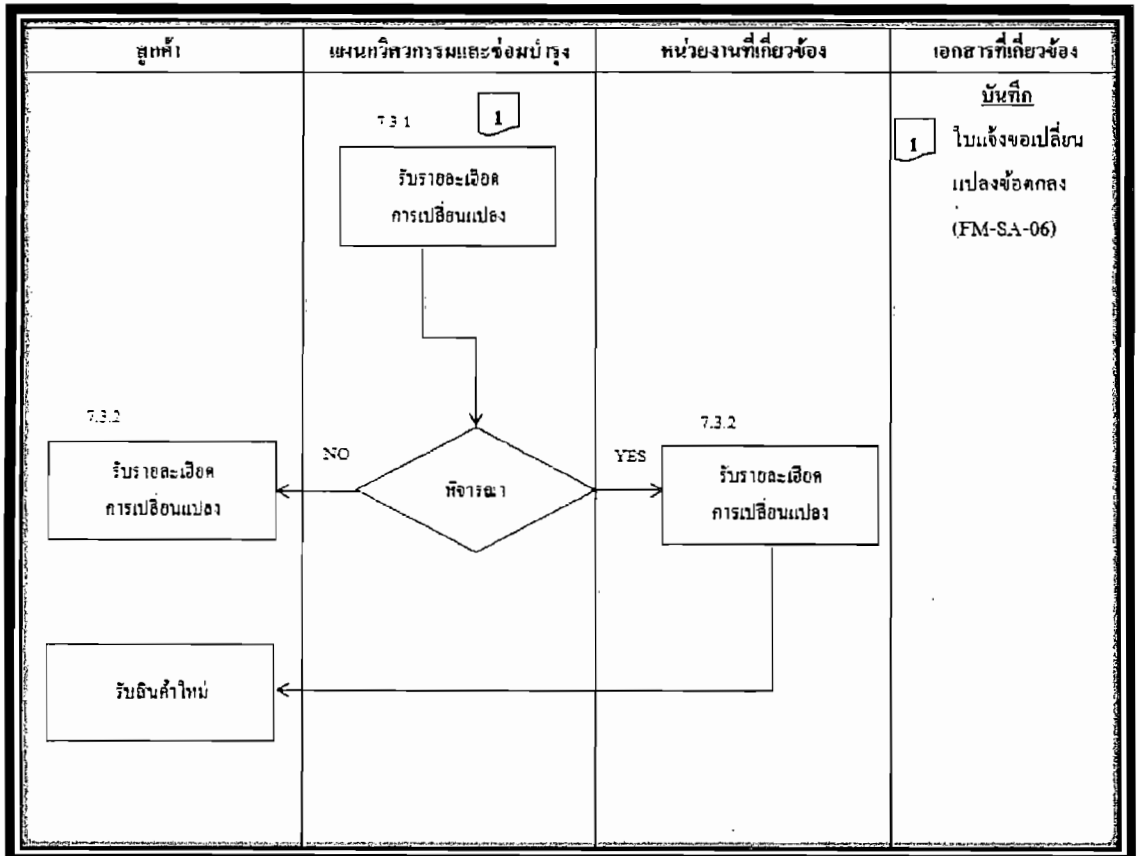 ลูกค้า
แผนกวิศวกรรมและซ่อมบำรุง
หน่วยงานที่เกี่ยวข้อง
เอกสารที่เกี่ยวข้อง
บันทึก
1 ใบแจ้งขอเปลี่ยน
แปลงข้อตกลง
(FM-SA-06)
7.3.1 1
รับรายละเอียด
การเปลี่ยนแปลง
7.3.2
รับรายละเอียด
การเปลี่ยนแปลง
NO
พิจารณา
YES
7.3.2
รับรายละเอียด
การเปลี่ยนแปลง
รับสินค้าใหม่